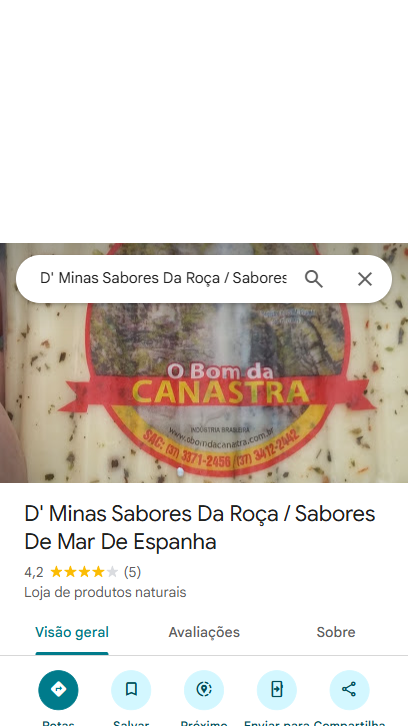 D' Minas Sabores Da Roça / Sabores
O Bom da
CANASTRA
INDÚSTRIA BRASILEIRA
www.obomdacanatra.com.br
SAC: (37) 3371-2456 / (37) 3412-2442
D' Minas Sabores Da Roça / Sabores
De Mar De Espanha
4,2 (5)
Loja de produtos naturais
Visão geral Avaliações Sobre
Rotas Salvar Próximo Enviar para Compartilha